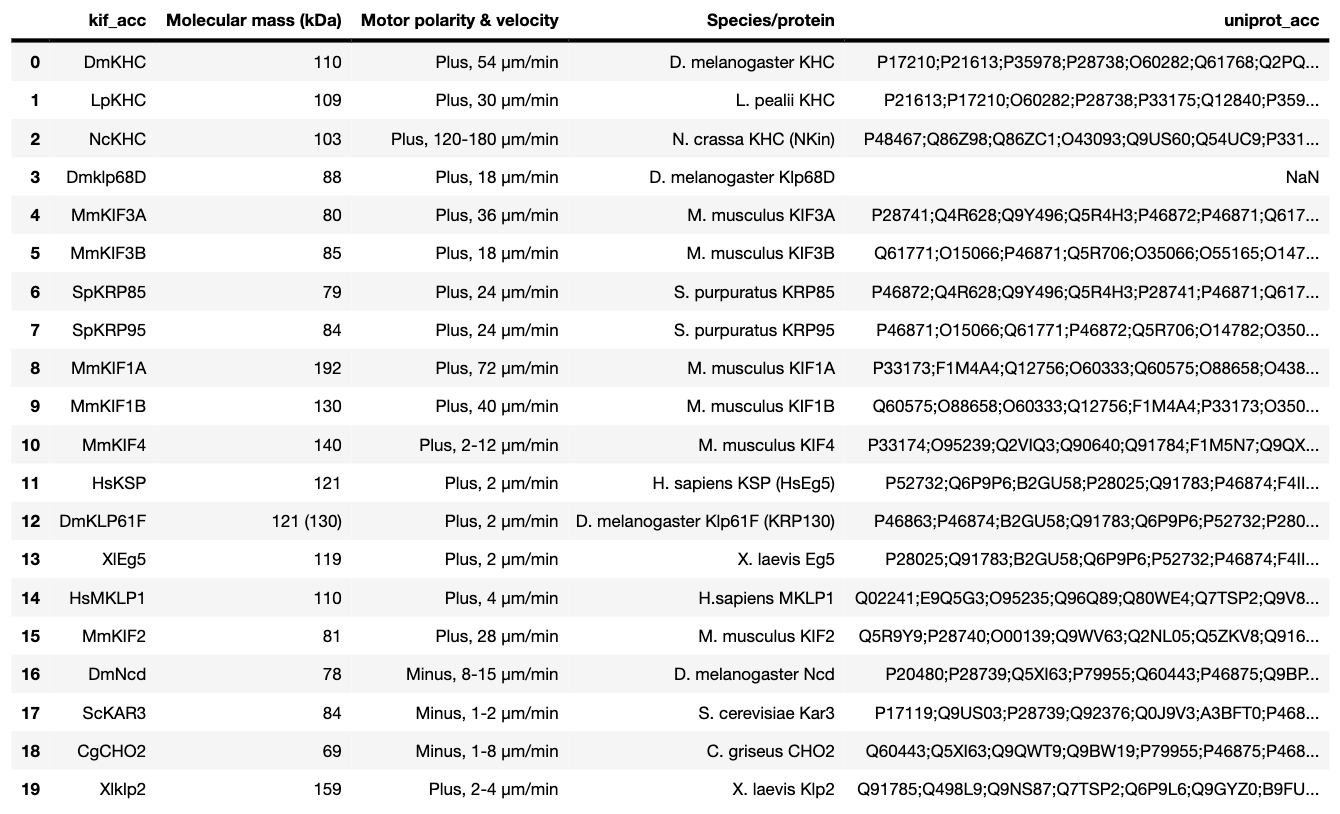 kif_acc Molecular mass (kDa) Motor polarity & velocity Species/protein uniprot_acc
0 DmKHC 110 Plus, 54 µm/min D. melanogaster KHC P17210;P21613;P35978;P28738;O60282;Q61768;Q2PQ...
1 LpKHC 109 Plus, 30 µm/min L. pealii KHC P21613;P17210;O60282;P28738;P33175;Q12840;P359...
2 NcKHC 103 Plus, 120-180 µm/min N. crassa KHC (NKin) P48467;Q86Z98;Q86ZC1;O43093;Q9US60;Q54UC9;P331...
3 Dmklp68D 88 Plus, 18 µm/min D. melanogaster Klp68D NaN
4 MmKIF3A 80 Plus, 36 µm/min M. musculus KIF3A P28741;Q4R628;Q9Y496;Q5R4H3;P46872;P46871;Q617...
5 MmKIF3B 85 Plus, 18 µm/min M. musculus KIF3B Q61771;O15066;P46871;Q5R706;O35066;O55165;O147...
6 SpKRP85 79 Plus, 24 µm/min S. purpuratus KRP85 P46872;Q4R628;Q9Y496;Q5R4H3;P28741;P46871;Q617...
7 SpKRP95 84 Plus, 24 µm/min S. purpuratus KRP95 P46871;O15066;Q61771;P46872;Q5R706;O14782;O350...
8 MmKIF1A 192 Plus, 72 µm/min M. musculus KIF1A P33173;F1M4A4;Q12756;O60333;Q60575;O88658;O438...
9 MmKIF1B 130 Plus, 40 µm/min M. musculus KIF1B Q60575;O88658;O60333;Q12756;F1M4A4;P33173;O350...
10 MmKIF4 140 Plus, 2-12 µm/min M. musculus KIF4 P33174;O95239;Q2VIQ3;Q90640;Q91784;F1M5N7;Q9QX...
11 HsKSP 121 Plus, 2 µm/min H. sapiens KSP (HsEg5) P52732;Q6P9P6;B2GU58;P28025;Q91783;P46874;F4II...
12 DmKLP61F 121 (130) Plus, 2 µm/min D. melanogaster Klp61F (KRP130) P46863;P46874;B2GU58;Q91783;Q6P9P6;P52732;P280...
13 XlEg5 119 Plus, 2 µm/min X. laevis Eg5 P28025;Q91783;B2GU58;Q6P9P6;P52732;P46874;F4II...
14 HsMKLP1 110 Plus, 4 µm/min H.sapiens MKLP1 Q02241;E9Q5G3;O95235;Q96Q89;Q80WE4;Q7TSP2;Q9V8...
15 MmKIF2 81 Plus, 28 µm/min M. musculus KIF2 Q5R9Y9;P28740;O00139;Q9WV63;Q2NL05;Q5ZKV8;Q916...
16 DmNcd 78 Minus, 8-15 µm/min D. melanogaster Ncd P20480;P28739;Q5XI63;P79955;Q60443;P46875;Q9BP...
17 ScKAR3 84 Minus, 1-2 µm/min S. cerevisiae Kar3 P17119;Q9US03;P28739;Q92376;Q0J9V3;A3BFT0;P468...
18 CgCHO2 69 Minus, 1-8 µm/min C. griseus CHO2 Q60443;Q5XI63;Q9QWT9;Q9BW19;P79955;P46875;P468...
19 Xlklp2 159 Plus, 2-4 µm/min X. laevis Klp2 Q91785;Q498L9;Q9NS87;Q7TSP2;Q6P9L6;Q9GYZ0;B9FU...